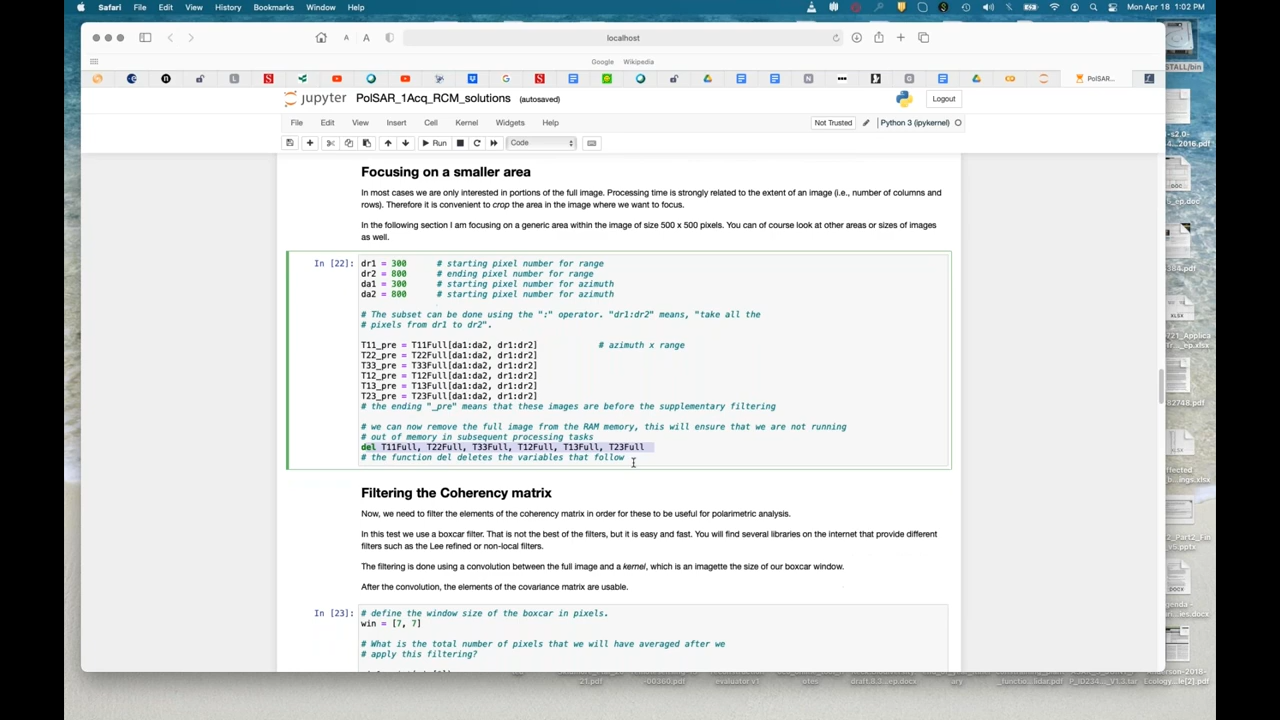 Safari File Edit View History Bookmarks Window Help Mon Apr 18 1:02 PM
localhost
Google Wikipedia
PolSAR...
STALL/bin
jupyter PolSAR_1Acq_RCM_solutions (autosaved) Logout
File Edit View Insert Cell Kernel Widgets Help Not Trusted Python 3 (ipykernel)
Run Code
Focusing on a smaller area
In most cases we are only interested in portions of the full image. Processing time is strongly related to the extent of an image (i.e., number of columns and
rows). Therefore it is convenient to crop the area in the image where we want to focus.
In the following section I am focusing on a generic area within the image of size 500 x 500 pixels. You can of course look at other areas or sizes of images
as well.
In [22]: dr1 = 300 # starting pixel number for range
dr2 = 800 # ending pixel number for range
da1 = 300 # starting pixel number for azimuth
da2 = 800 # starting pixel number for azimuth
# The subset can be done using the ":" operator. "dr1:dr2" means, "take all the
# pixels from dr1 to dr2".
T11_pre = T11Full[da1:da2, dr1:dr2] # azimuth x range
T22_pre = T22Full[da1:da2, dr1:dr2]
T33_pre = T33Full[da1:da2, dr1:dr2]
T12_pre = T12Full[da1:da2, dr1:dr2]
T13_pre = T13Full[da1:da2, dr1:dr2]
T23_pre = T23Full[da1:da2, dr1:dr2]
# the ending "_pre" means that these images are before the supplementary filtering
# we can now remove the full image from the RAM memory, this will ensure that we are not running
# out of memory in subsequent processing tasks
del T11Full, T22Full, T33Full, T12Full, T13Full, T23Full
# the function del deletes the variables that follow
Filtering the Coherency matrix
Now, we need to filter the elements of the coherency matrix in order for these to be useful for polarimetric analysis.
In this test we use a boxcar filter. That is not the best of the filters, but it is easy and fast. You will find several libraries on the internet that provide different
filters such as the Lee refined or non-local filters.
The filtering is done using a convolution between the full image and a kernel, which is an imagette the size of our boxcar window.
After the convolution, the elements of the covariance matrix are usable.
In [23]: # define the window size of the boxcar in pixels.
win = [7, 7]
# What is the total number of pixels that we will have averaged after we
# apply this filtering?